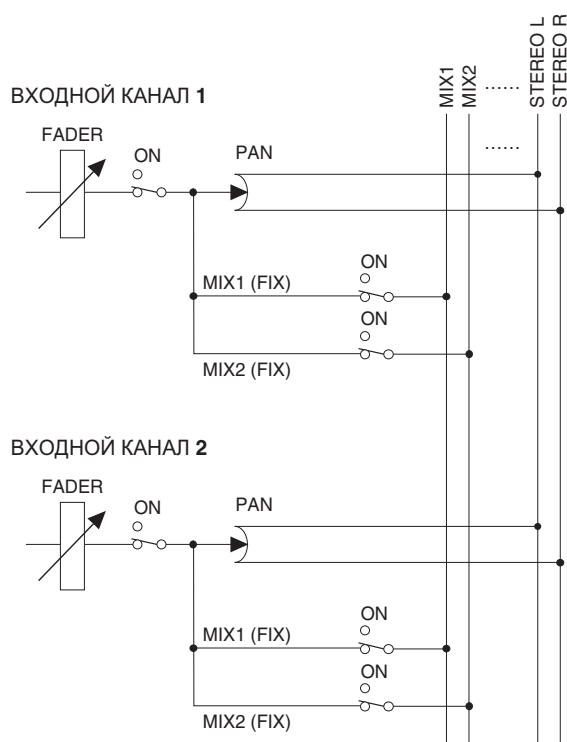 MIX1
MIX2
......
STEREO L
STEREO R
......
ВХОДНОЙ КАНАЛ 1
FADER
ON
PAN
MIX1 (FIX)
ON
ON
MIX2 (FIX)
ВХОДНОЙ КАНАЛ 2
FADER
ON
PAN
MIX1 (FIX)
ON
ON
MIX2 (FIX)